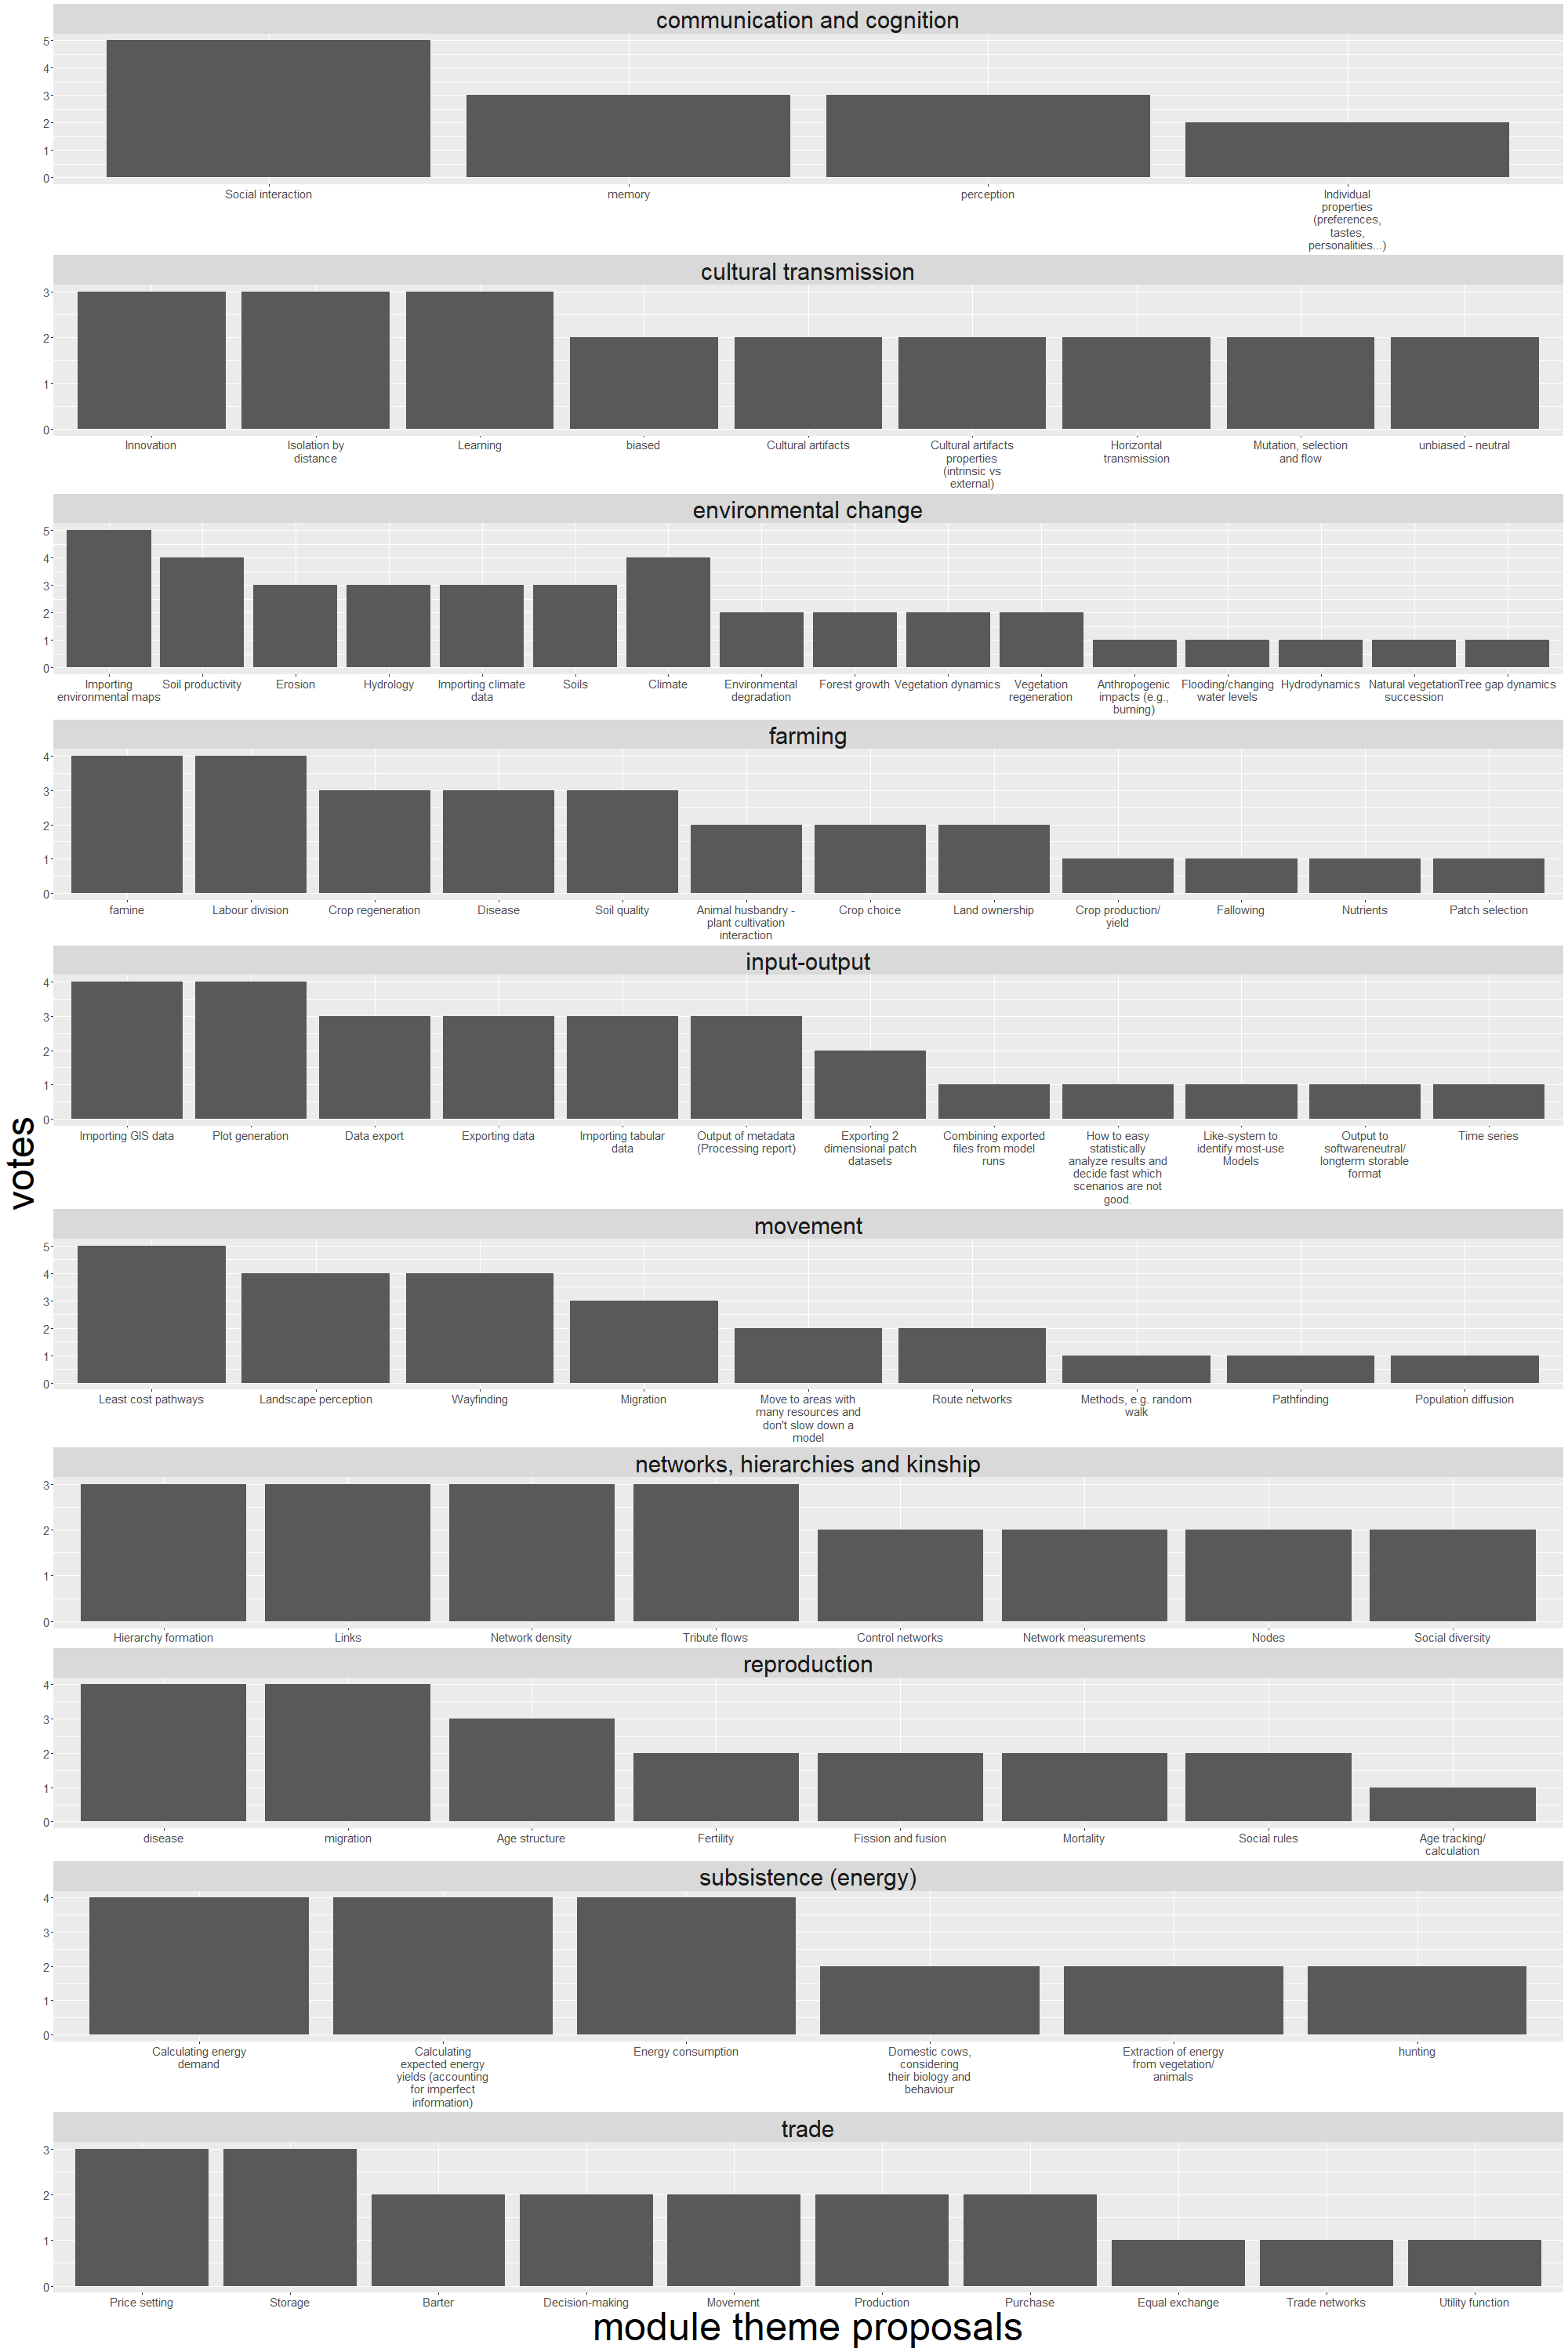 communication and cognition
5
4
3
2
1
0
Social interaction
memory
perception
Individual
properties
(preferences,
tastes,
personalities...)
cultural transmission
3
2
1
0
Innovation
Isolation by
distance
Learning
biased
Cultural artifacts
Cultural artifacts
properties
(intrinsic vs
external)
Horizontal
transmission
Mutation, selection
and flow
unbiased - neutral
environmental change
5
4
3
2
1
0
Importing
environmental maps
Soil productivity
Erosion
Hydrology
Importing climate
data
Soils
Climate
Environmental
degradation
Forest growth
Vegetation dynamics
Vegetation
regeneration
Anthropogenic
impacts (e.g.,
burning)
Flooding/changing
water levels
Hydrodynamics
Natural vegetation
succession
Tree gap dynamics
farming
4
3
2
1
0
famine
Labour division
Crop regeneration
Disease
Soil quality
Animal husbandry -
plant cultivation
interaction
Crop choice
Land ownership
Crop production/
yield
Fallowing
Nutrients
Patch selection
input-output
4
3
2
1
0
Importing GIS data
Plot generation
Data export
Exporting data
Importing tabular
data
Output of metadata
(Processing report)
Exporting 2
dimensional patch
datasets
Combining exported
files from model
runs
How to easy
statistically
analyze results and
decide fast which
scenarios are not
good.
Like-system to
identify most-use
Models
Output to
softwareneutral/
longterm storable
format
Time series
votes
movement
5
4
3
2
1
0
Least cost pathways
Landscape perception
Wayfinding
Migration
Move to areas with
many resources and
don't slow down a
model
Route networks
Methods, e.g. random
walk
Pathfinding
Population diffusion
networks, hierarchies and kinship
3
2
1
0
Hierarchy formation
Links
Network density
Tribute flows
Control networks
Network measurements
Nodes
Social diversity
reproduction
4
3
2
1
0
disease
migration
Age structure
Fertility
Fission and fusion
Mortality
Social rules
Age tracking/
calculation
subsistence (energy)
4
3
2
1
0
Calculating energy
demand
Calculating
expected energy
yields (accounting
for imperfect
information)
Energy consumption
Domestic cows,
considering
their biology and
behaviour
Extraction of energy
from vegetation/
animals
hunting
trade
3
2
1
0
Price setting
Storage
Barter
Decision-making
Movement
Production
Purchase
Equal exchange
Trade networks
Utility function
module theme proposals